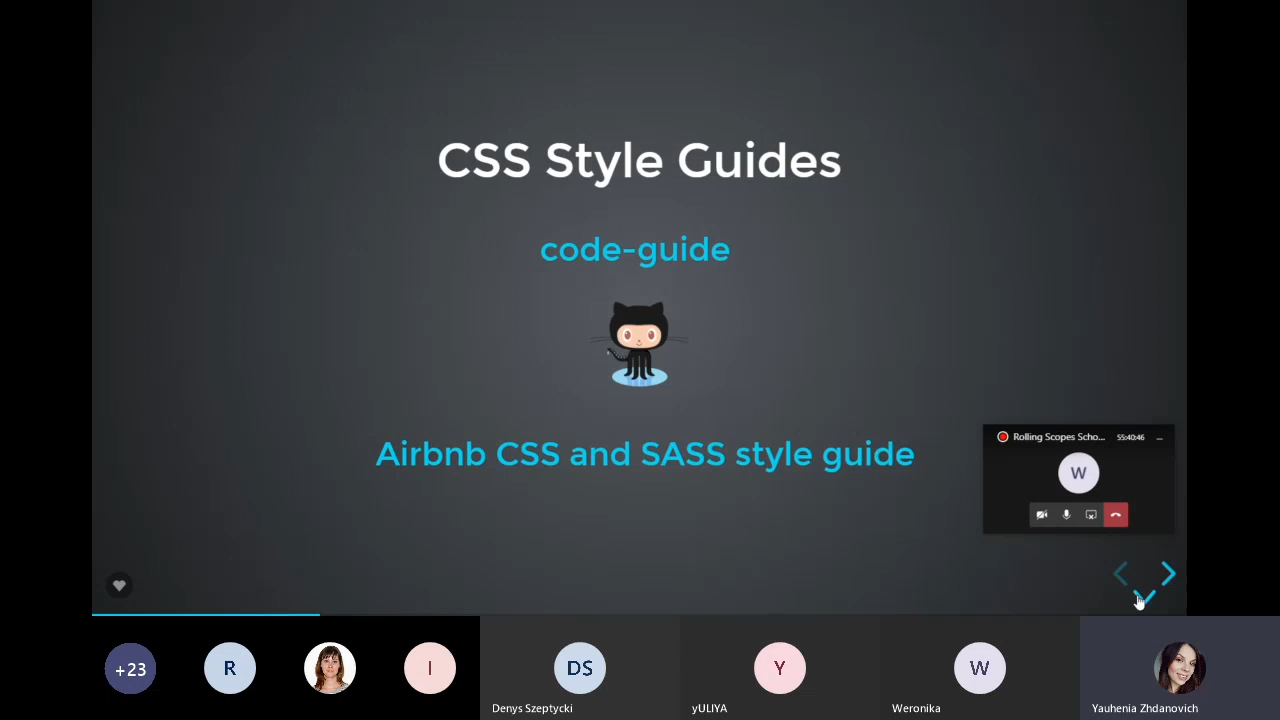 CSS Style Guides
code-guide
Airbnb CSS and SASS style guide
Rolling Scopes Scho... 55:40:46
W
+23
R
I
DS
Y
W
Denys Szeptycki
yULIYA
Weronika
Yauhenia Zhdanovich